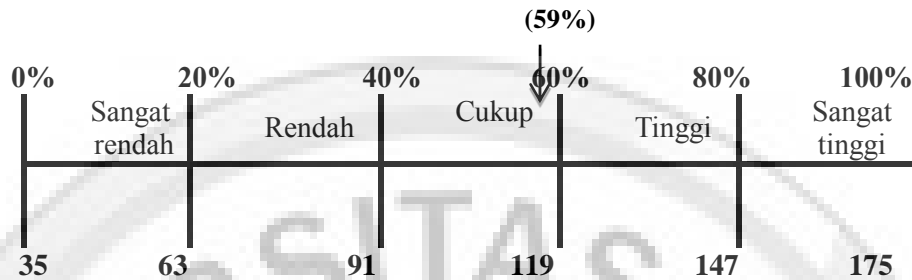 (59%)
0% 20% 40% 60% 80% 100%
Sangat rendah Rendah Cukup Tinggi Sangat tinggi
35 63 91 119 147 175
SITAS